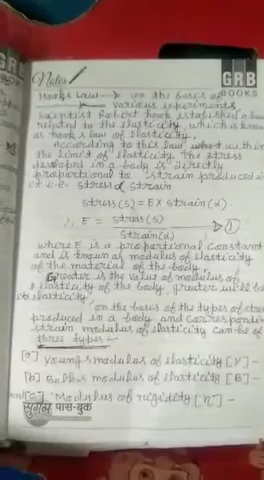 GRB
BOOKS
Notes
GRB
BOOKS
Hooks Law → on the basis of
various experiments
Scientist Robert hook established a law
related to the elasticity, which is known
as hook's law of elasticity.
According to this law within
the limit of elasticity the stress
developed in a body is directly
proportional to strain produced in
it i.e. stress α strain
stress(s) = E X strain(α)
∴ E = stress(s) / strain(α) → ①
where E is a proportional constant
and is known as modulus of elasticity
of the material of the body.
Greater is the value of modulus of
elasticity of the body, greater will be
its elasticity.
on the basis of the types of
produced in a body and corresponding
strain modulus of elasticity can be of
three types -
[a] Young's modulus of elasticity [Y] -
[b] Bulk's modulus of elasticity [B] -
[c] Modulus of rigidity [η] -
सुगम पास-बुक